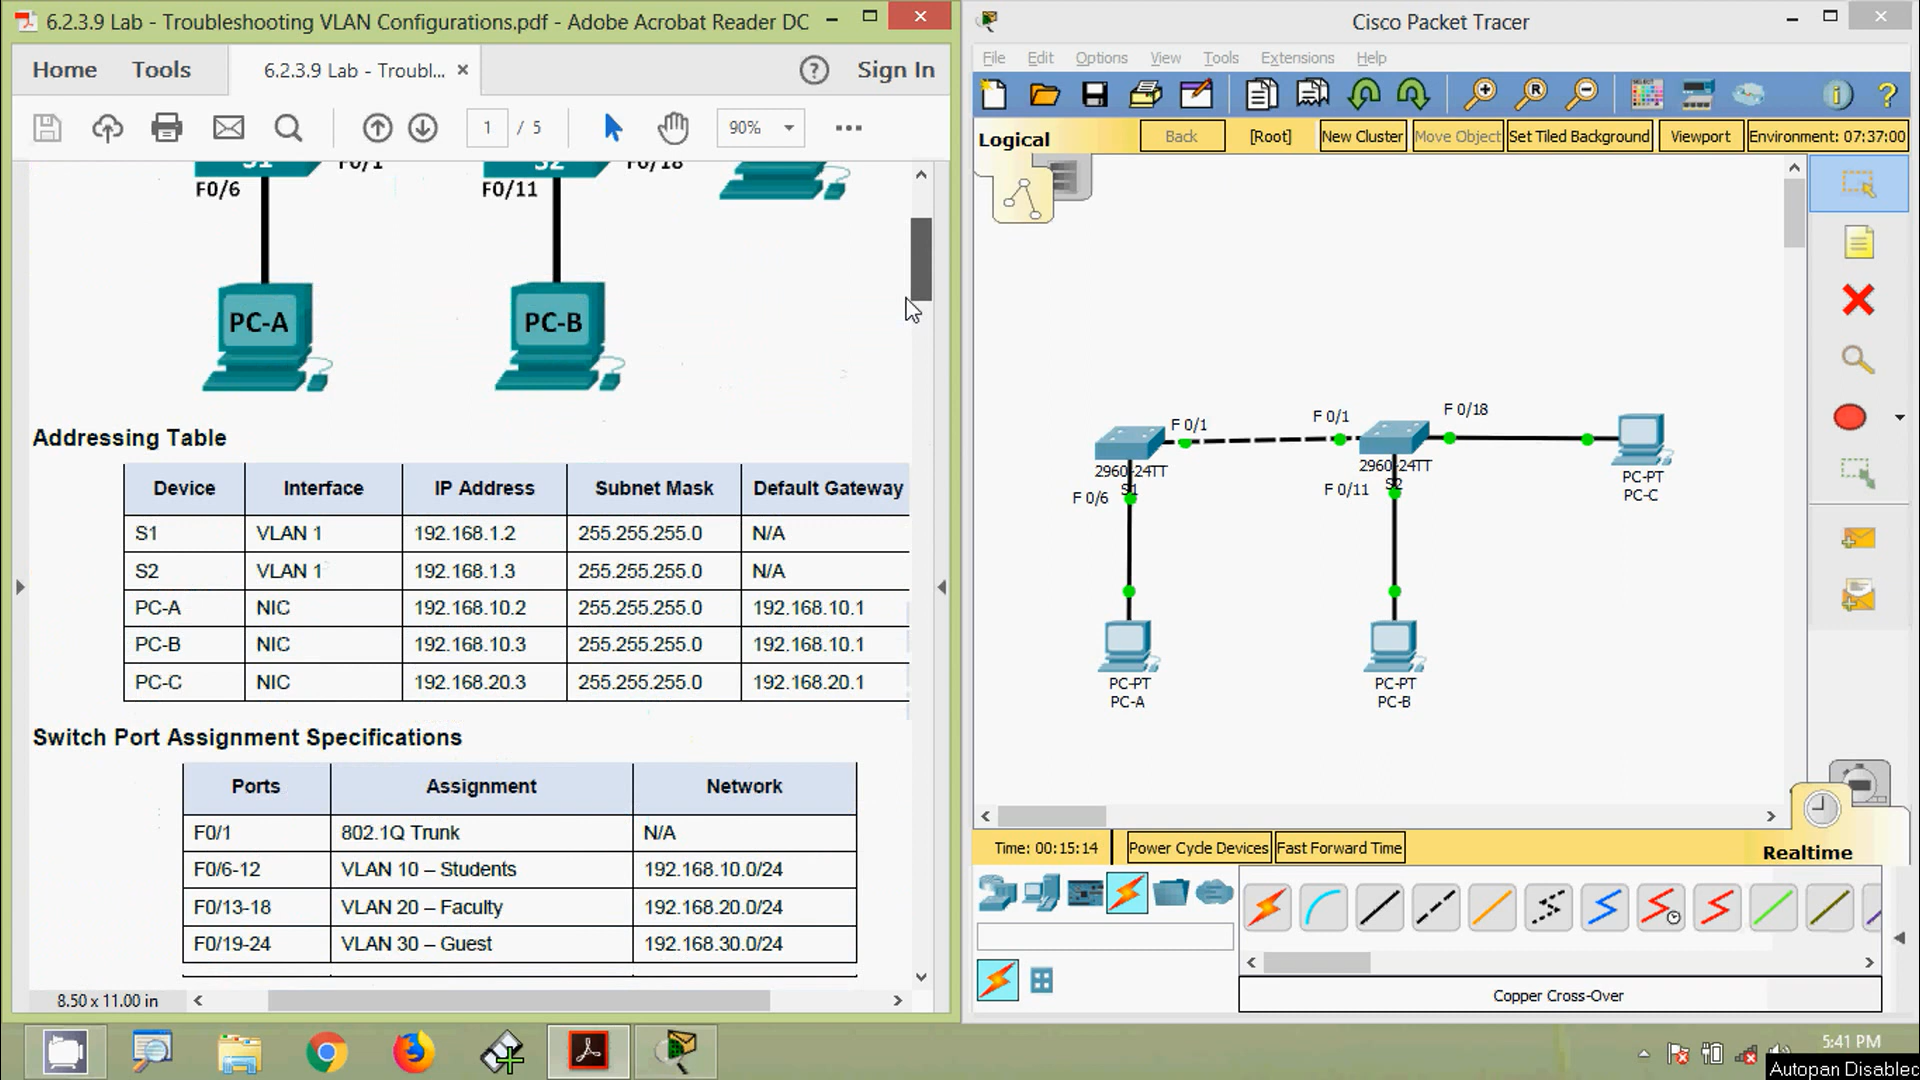 6.2.3.9 Lab - Troubleshooting VLAN Configurations.pdf - Adobe Acrobat Reader DC
Home Tools 6.2.3.9 Lab - Troubl... Sign In
1 / 5 90%
S1 F0/1 S2 F0/18
F0/6 F0/11
PC-A PC-B
Addressing Table
Device Interface IP Address Subnet Mask Default Gateway
S1 VLAN 1 192.168.1.2 255.255.255.0 N/A
S2 VLAN 1 192.168.1.3 255.255.255.0 N/A
PC-A NIC 192.168.10.2 255.255.255.0 192.168.10.1
PC-B NIC 192.168.10.3 255.255.255.0 192.168.10.1
PC-C NIC 192.168.20.3 255.255.255.0 192.168.20.1
Switch Port Assignment Specifications
Ports Assignment Network
F0/1 802.1Q Trunk N/A
F0/6-12 VLAN 10 – Students 192.168.10.0/24
F0/13-18 VLAN 20 – Faculty 192.168.20.0/24
F0/19-24 VLAN 30 – Guest 192.168.30.0/24
8.50 x 11.00 in
Cisco Packet Tracer
File Edit Options View Tools Extensions Help
Logical Back [Root] New Cluster Move Object Set Tiled Background Viewport Environment: 07:37:00
F 0/1 F 0/1 F 0/18
2960-24TT 2960-24TT PC-PT
S1 S2 PC-C
F 0/6 F 0/11
PC-PT PC-PT
PC-A PC-B
Time: 00:15:14 Power Cycle Devices Fast Forward Time Realtime
Copper Cross-Over
5:41 PM
Autopan Disabled